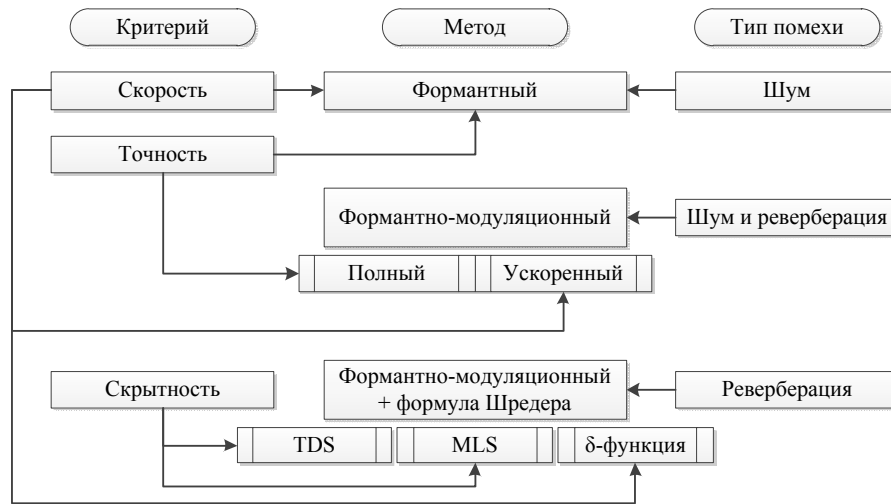 Критерий
Метод
Тип помехи
Скорость
Формантный
Шум
Точность
Формантно-модуляционный
Шум и реверберация
Полный
Ускоренный
Скрытность
Формантно-модуляционный
+ формула Шредера
Реверберация
TDS
MLS
δ-функция